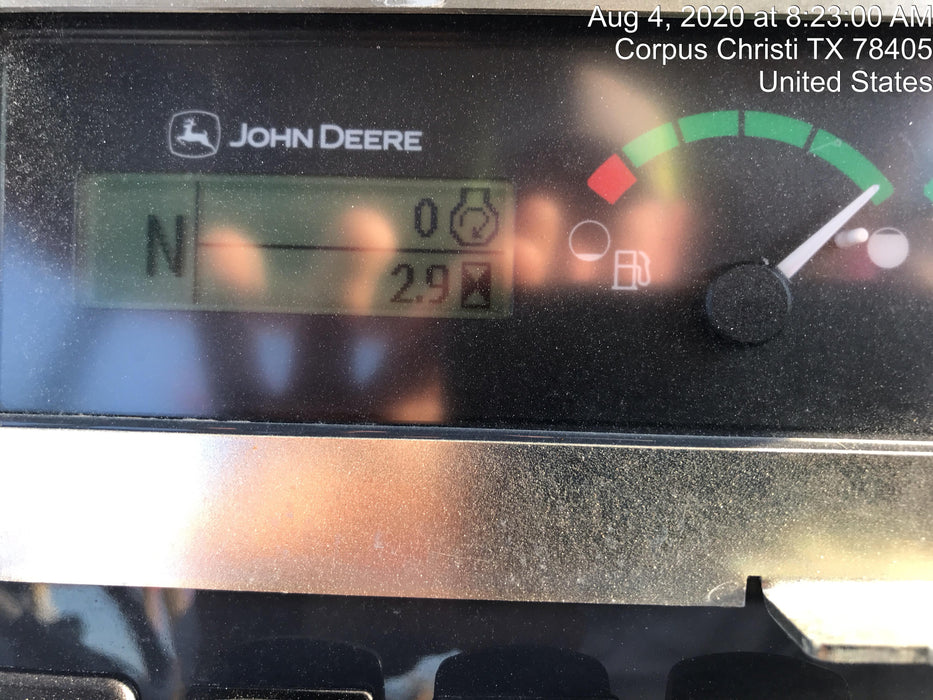 Aug 4, 2020 at 8:23:00 AM
Corpus Christi TX 78405
United States
JOHN DEERE
N
0
2.9